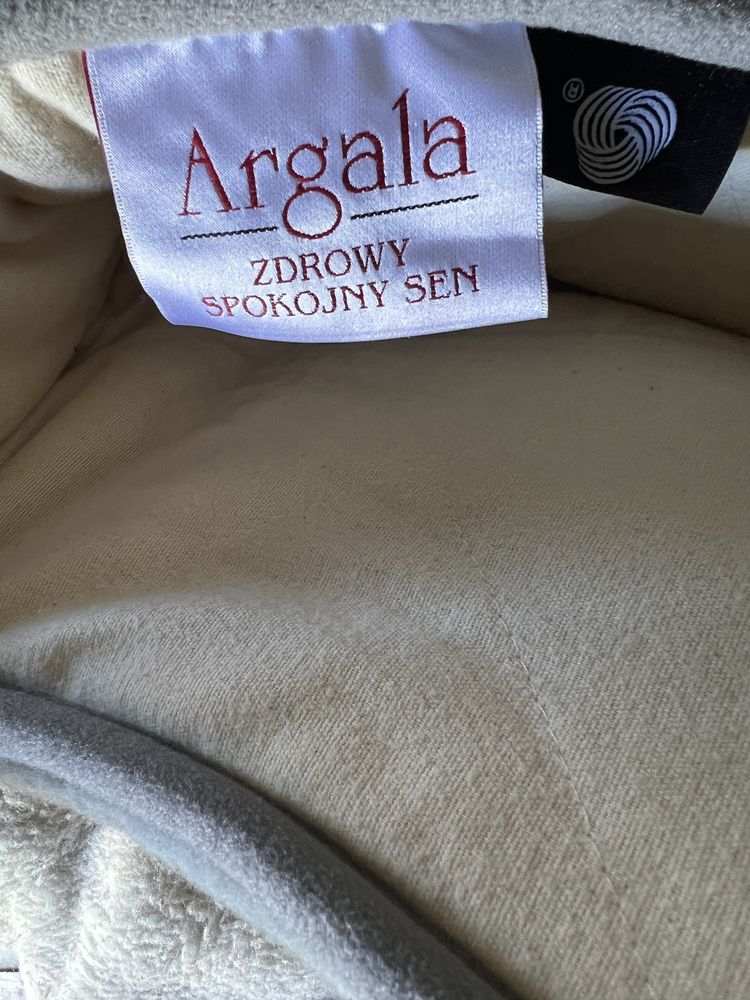 Argala
ZDROWY
SPOKOJNY SEN
®